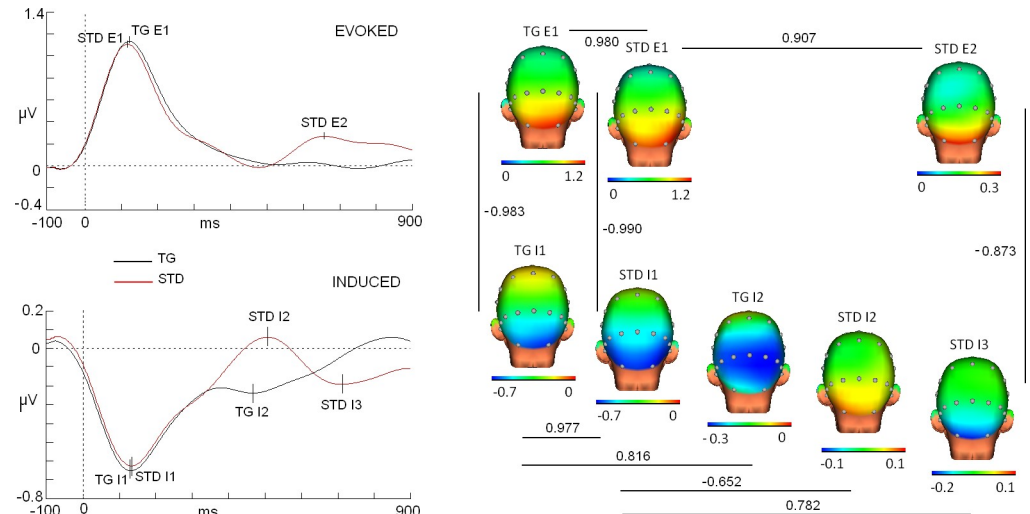 1.4
EVOKED
STD E1
TG E1
STD E2
μV
0
-0.4
-100
0
ms
900
TG
STD
INDUCED
0.2
0
STD I2
μV
TG I2
STD I3
TG I1
STD I1
-0.8
-100
0
ms
900
TG E1
0.980
STD E1
0.907
STD E2
0
1.2
0
1.2
0
0.3
-0.983
-0.990
-0.873
TG I1
STD I1
TG I2
STD I2
STD I3
-0.7
0
-0.7
0
-0.3
0
-0.1
0.1
-0.2
0.1
0.977
0.816
-0.652
0.782